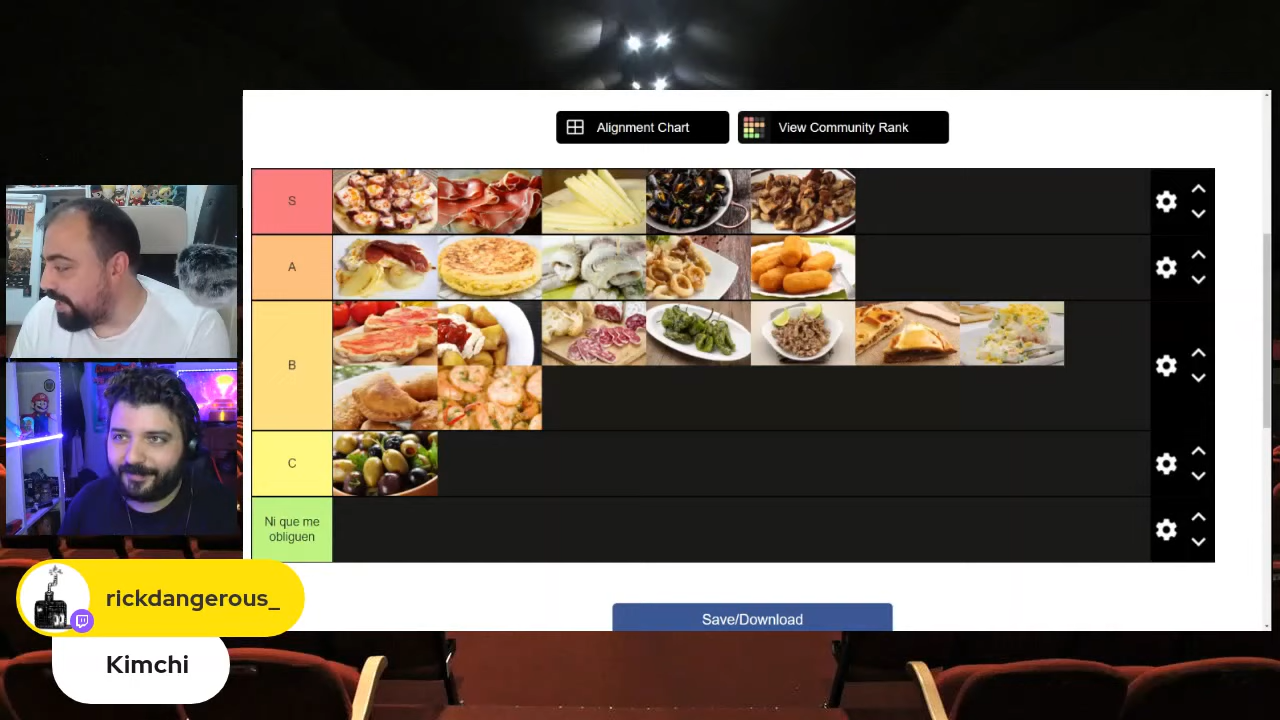 Alignment Chart
View Community Rank
S
A
B
C
Ni que me
obliguen
Save/Download
rickdangerous_
Kimchi